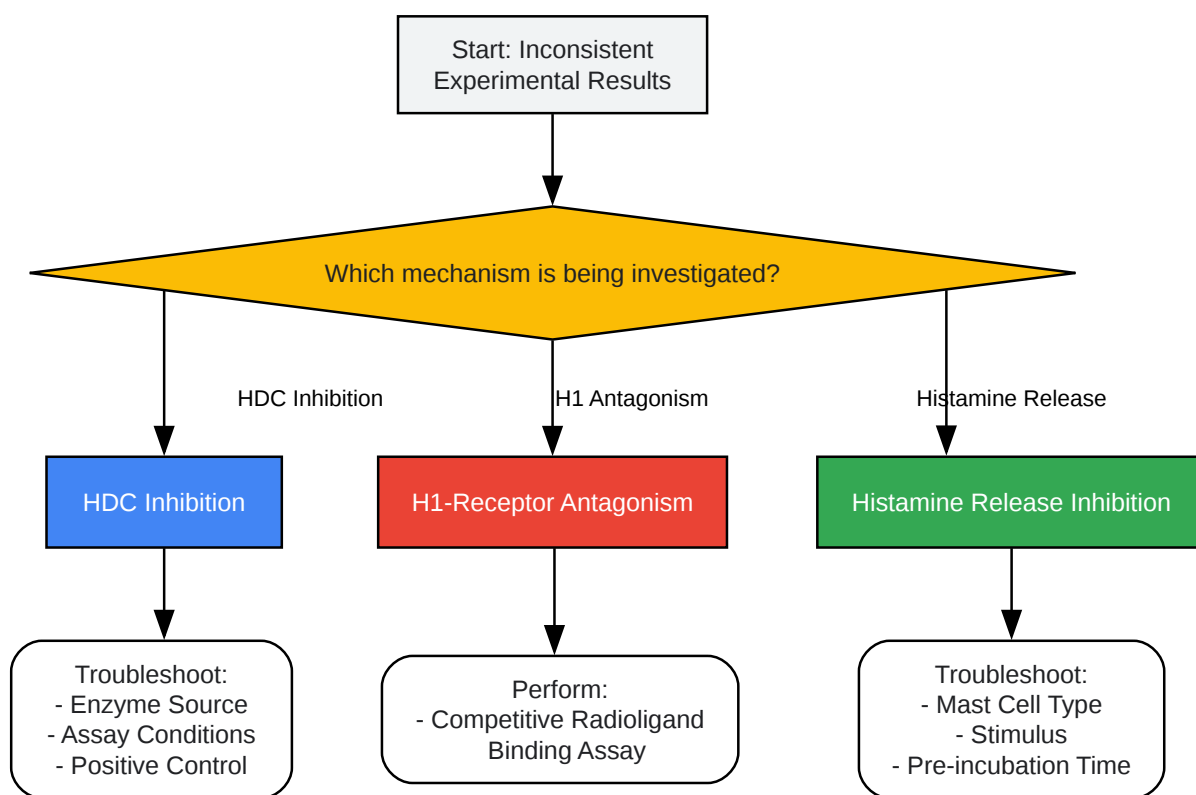 Start: Inconsistent
Experimental Results
Which mechanism is being investigated?
HDC Inhibition
H1 Antagonism
Histamine Release
HDC Inhibition
H1-Receptor Antagonism
Histamine Release Inhibition
Troubleshoot:
- Enzyme Source
- Assay Conditions
- Positive Control
Perform:
- Competitive Radioligand
Binding Assay
Troubleshoot:
- Mast Cell Type
- Stimulus
- Pre-incubation Time